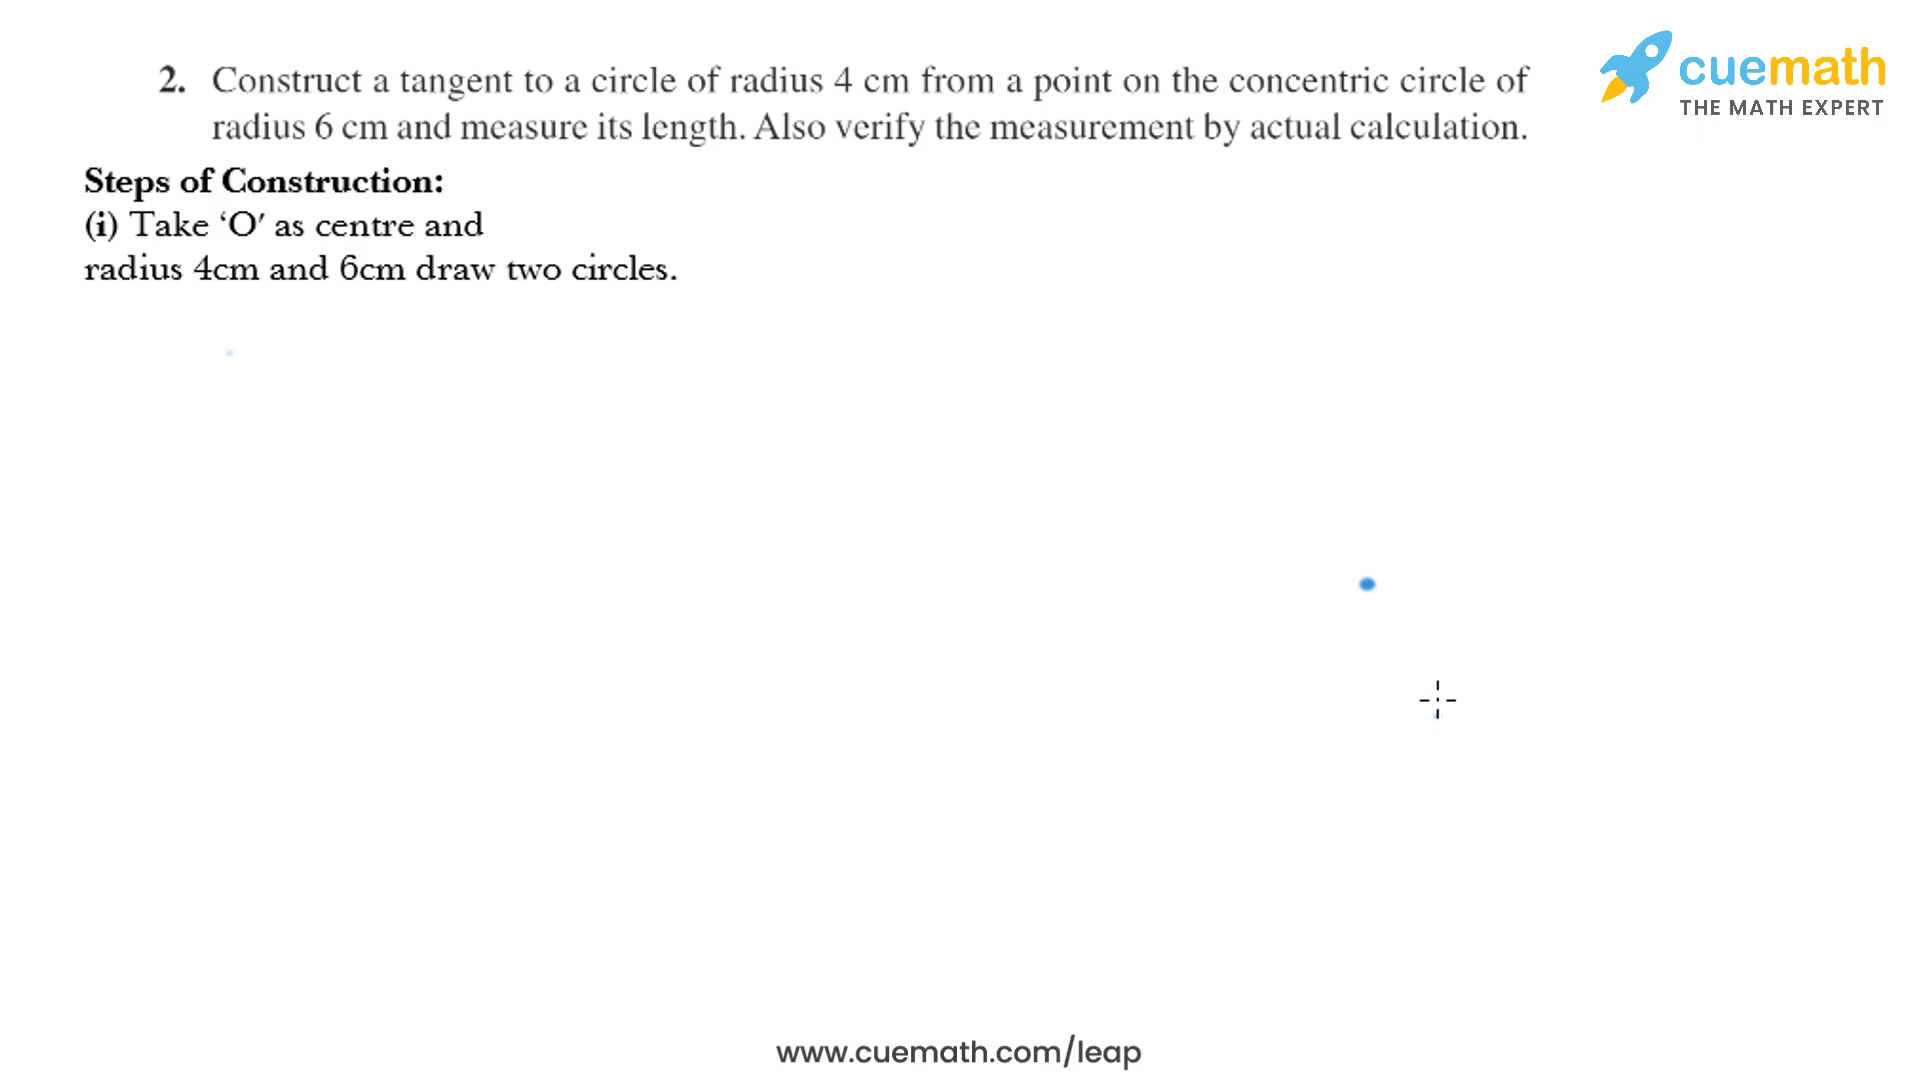 2. Construct a tangent to a circle of radius 4 cm from a point on the concentric circle of
radius 6 cm and measure its length. Also verify the measurement by actual calculation.
cuemath
THE MATH EXPERT
Steps of Construction:
(i) Take ‘O′ as centre and
radius 4cm and 6cm draw two circles.
www.cuemath.com/leap